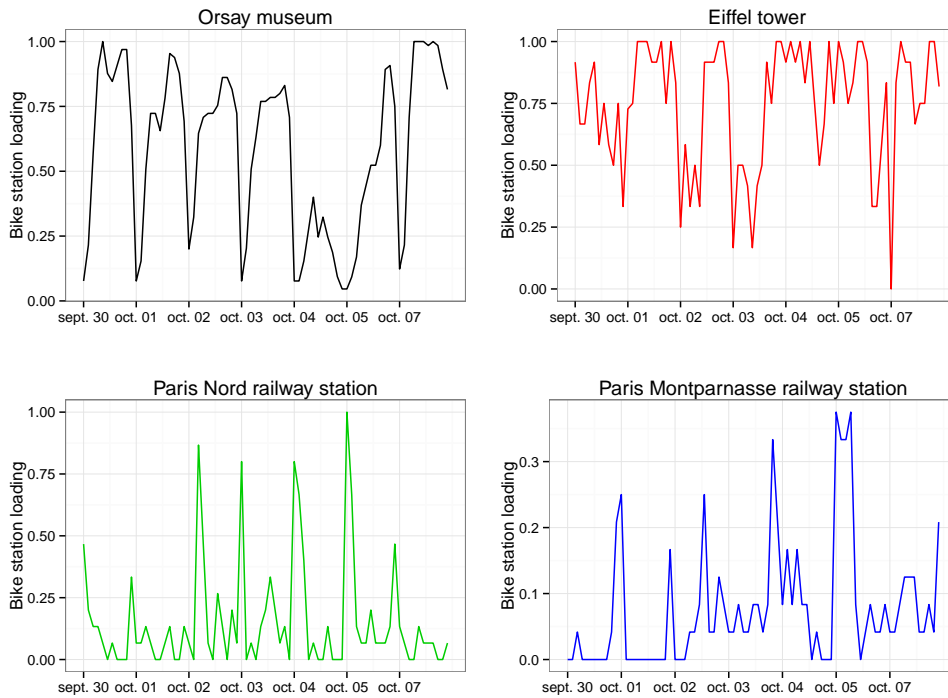 Orsay museum
Bike station loading
1.00
0.75
0.50
0.25
0.00
sept. 30 oct. 01 oct. 02 oct. 03 oct. 04 oct. 05 oct. 07
Eiffel tower
Bike station loading
1.00
0.75
0.50
0.25
0.00
sept. 30 oct. 01 oct. 02 oct. 03 oct. 04 oct. 05 oct. 07
Paris Nord railway station
Bike station loading
1.00
0.75
0.50
0.25
0.00
sept. 30 oct. 01 oct. 02 oct. 03 oct. 04 oct. 05 oct. 07
Paris Montparnasse railway station
Bike station loading
0.3
0.2
0.1
0.0
sept. 30 oct. 01 oct. 02 oct. 03 oct. 04 oct. 05 oct. 07